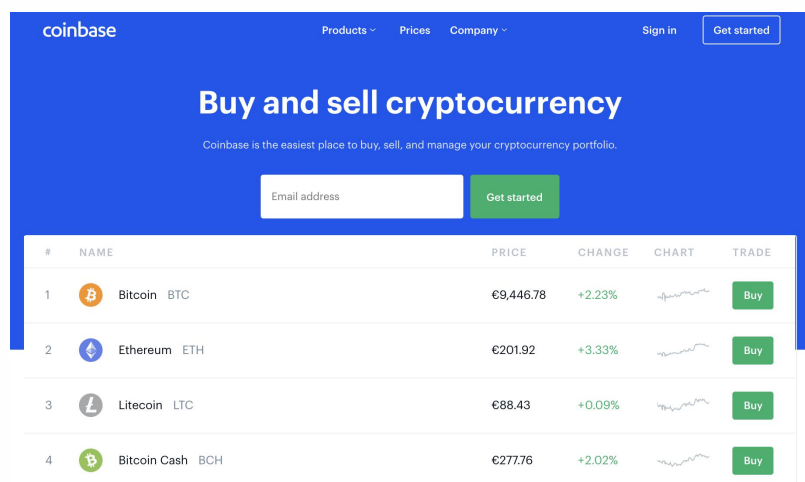 coinbase Products Prices Company Sign in Get started
Buy and sell cryptocurrency
Coinbase is the easiest place to buy, sell, and manage your cryptocurrency portfolio.
Email address Get started
# NAME PRICE CHANGE CHART TRADE
1 Bitcoin BTC €9,446.78 +2.23% Buy
2 Ethereum ETH €201.92 +3.33% Buy
3 Litecoin LTC €88.43 +0.09% Buy
4 Bitcoin Cash BCH €277.76 +2.02% Buy